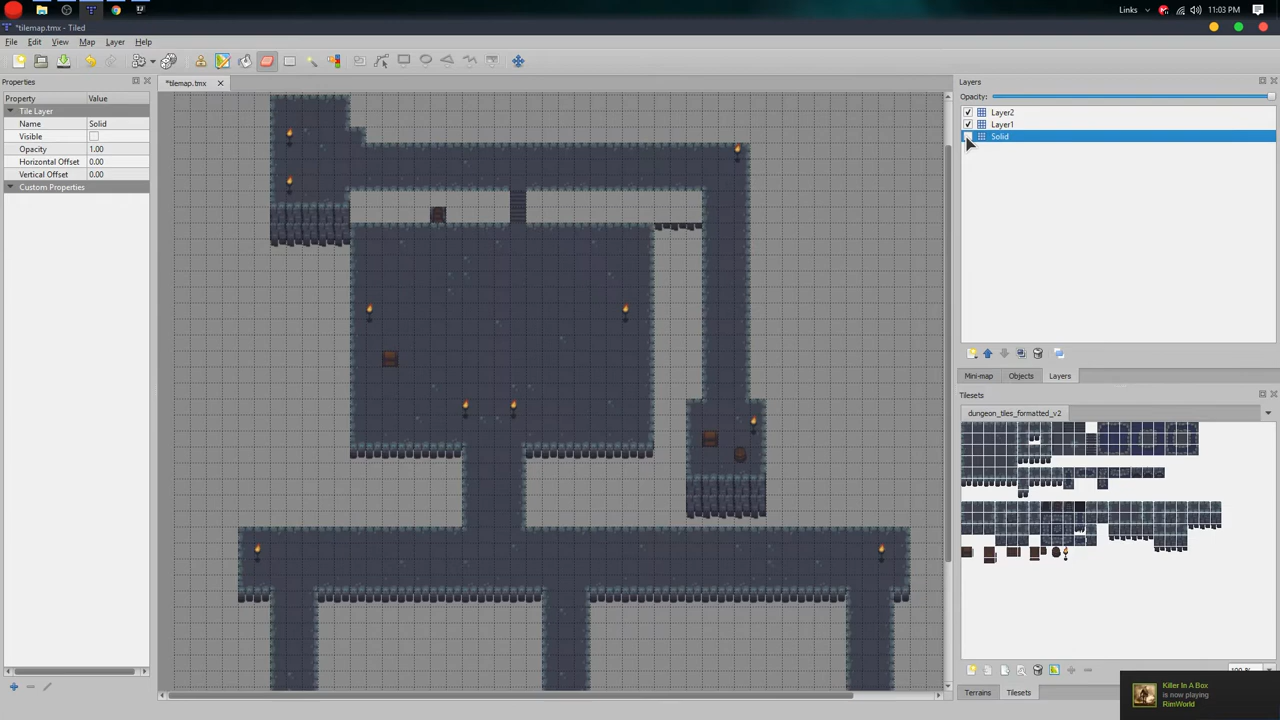 Links
11:03 PM
*tilemap.tmx - Tiled
File Edit View Map Layer Help
Properties
Property Value
Tile Layer
Name Solid
Visible
Opacity 1.00
Horizontal Offset 0.00
Vertical Offset 0.00
Custom Properties
*tilemap.tmx
Layers
Opacity:
Layer2
Layer1
Solid
Mini-map Objects Layers
Tilesets
dungeon_tiles_formatted_v2
Terrains Tilesets
Killer In A Box
is now playing
RimWorld